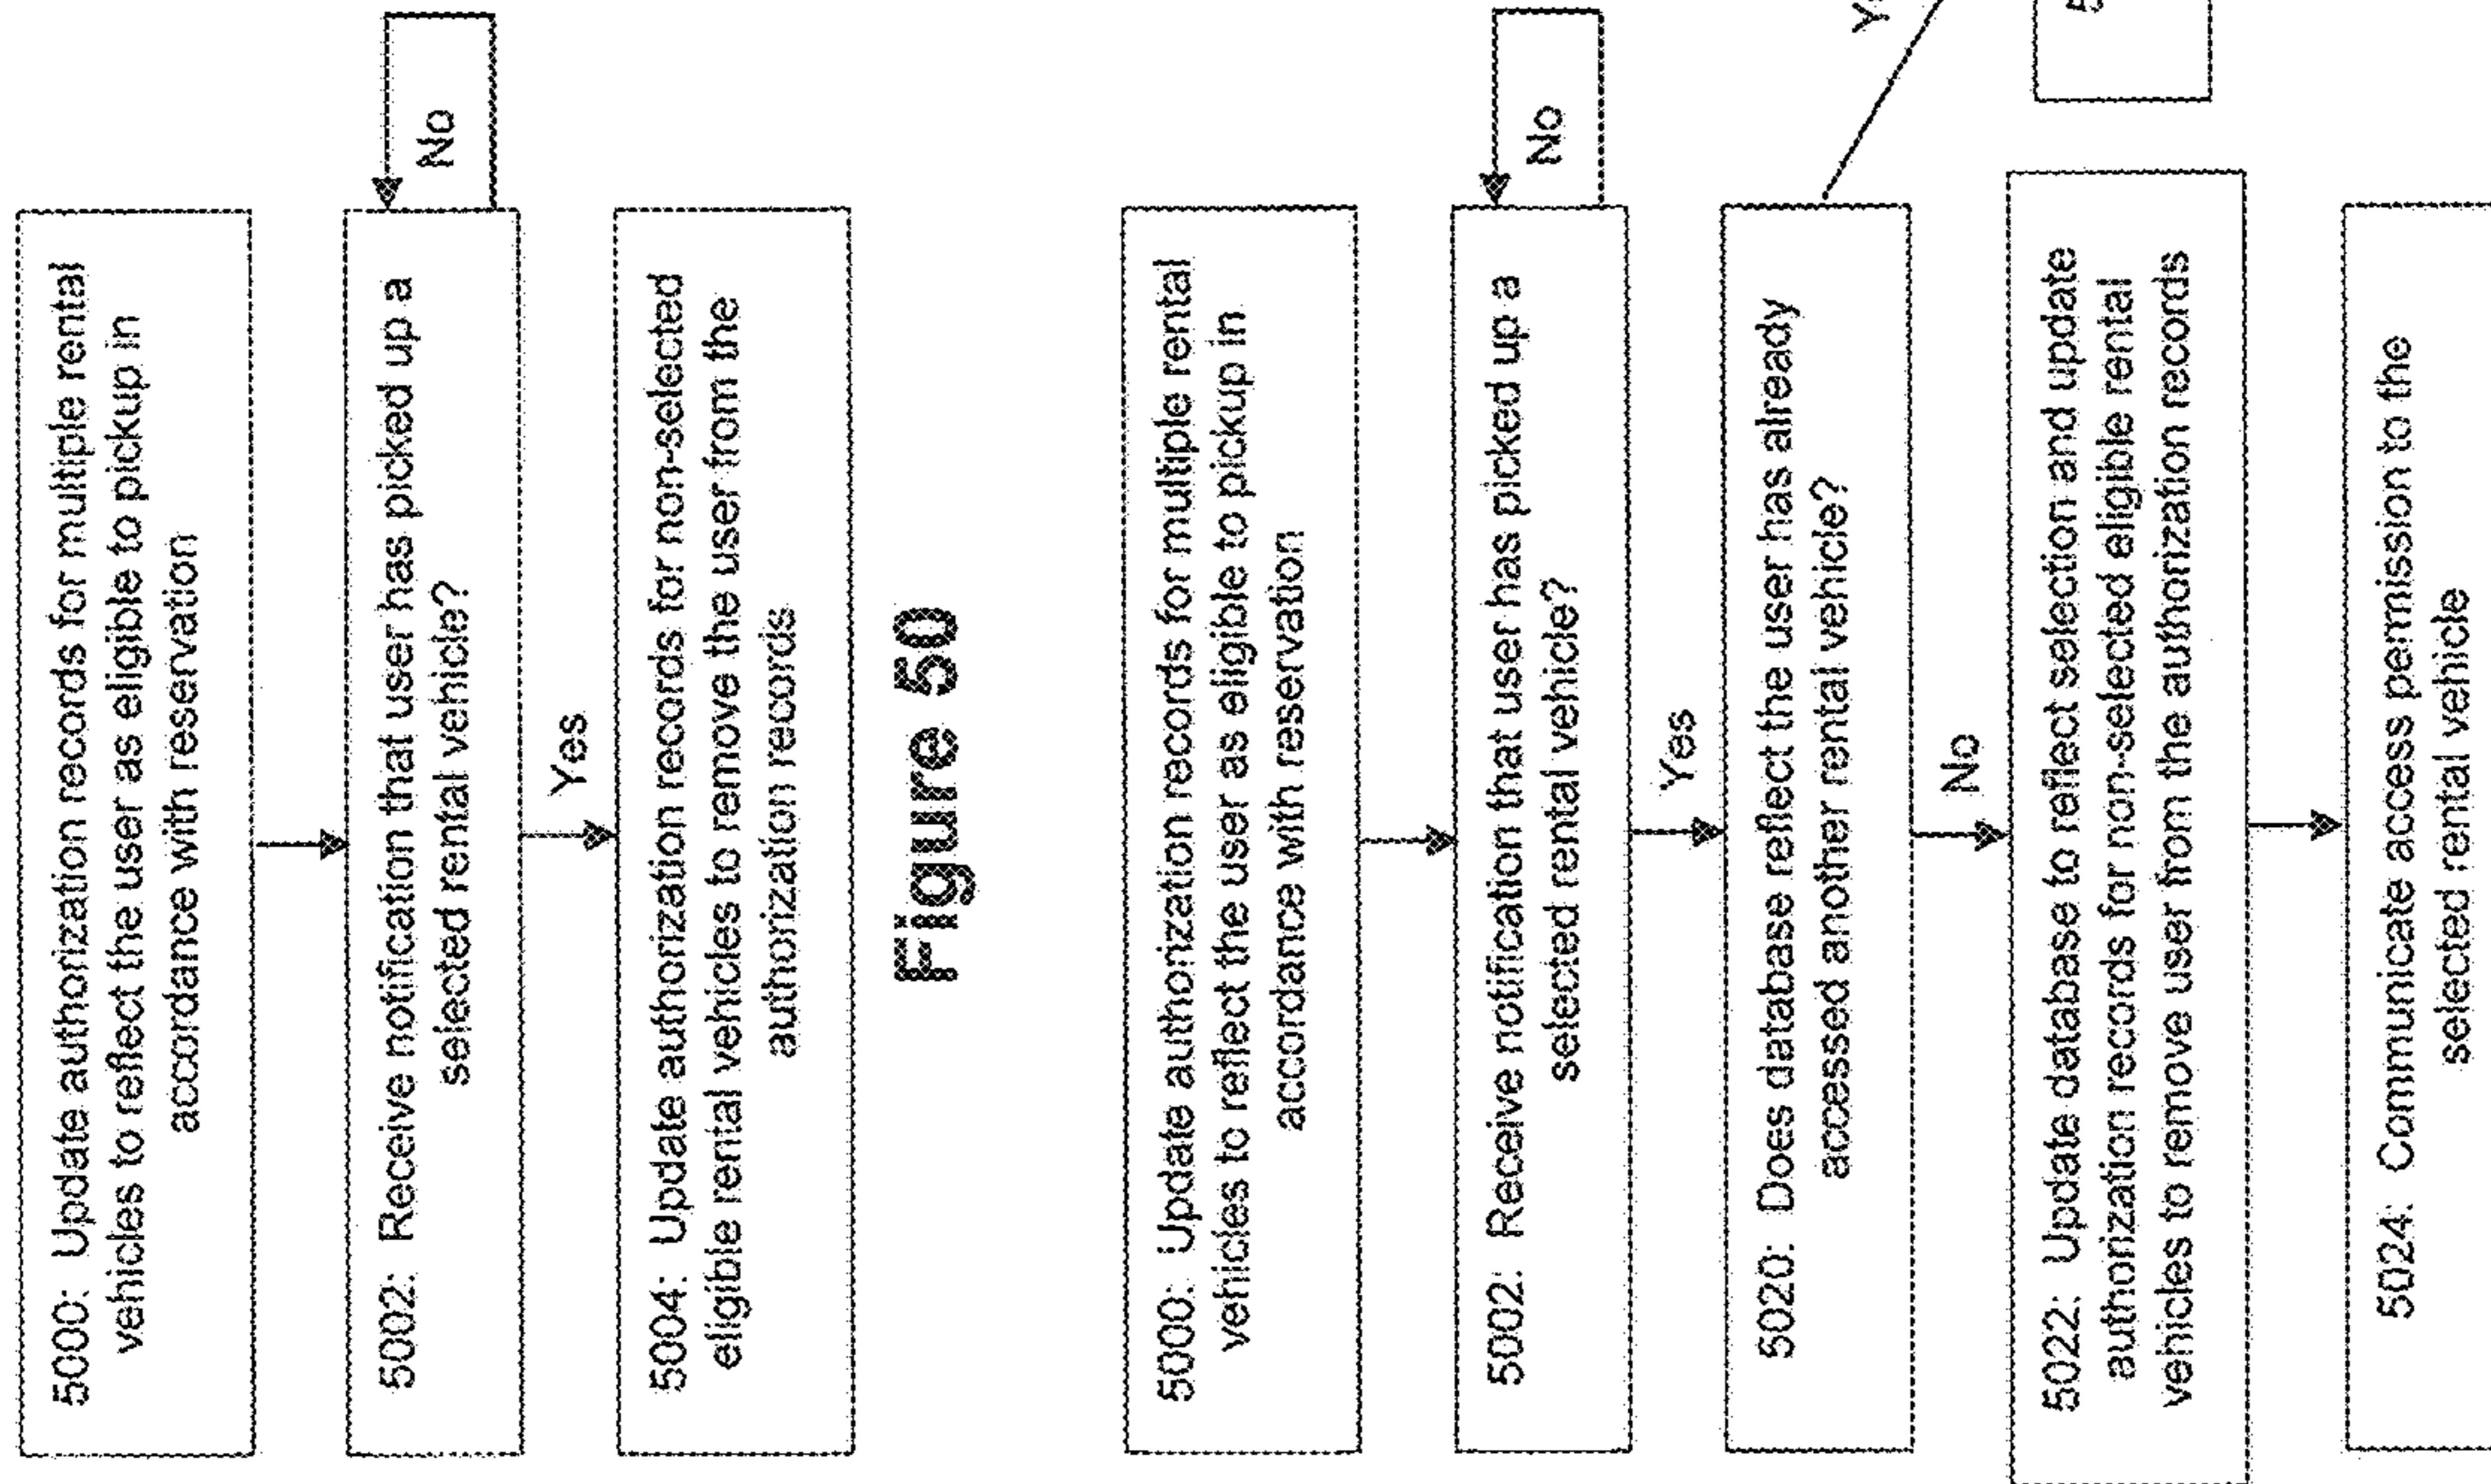 5000: Update authorization records for multiple rental
vehicles to reflect the user as eligible to pickup in
accordance with reservation
5002: Receive notification that user has picked up a
selected rental vehicle?
No
Yes
5004: Update authorization records for non-selected
eligible rental vehicles to remove the user from the
authorization records
Figure 50
5000: Update authorization records for multiple rental
vehicles to reflect the user as eligible to pickup in
accordance with reservation
5002: Receive notification that user has picked up a
selected rental vehicle?
No
Yes
5020: Does database reflect the user has already
accessed another rental vehicle?
No
5022: Update database to reflect selection and update
authorization records for non-selected eligible rental
vehicles to remove user from the authorization records
5024: Communicate access permission to the
selected rental vehicle